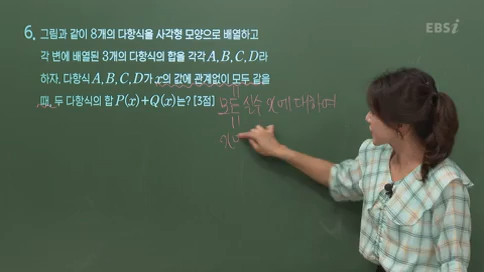 EBSi
6. 그림과 같이 8개의 다항식을 사각형 모양으로 배열하고
각 변에 배열된 3개의 다항식의 합을 각각 A, B, C, D라
하자. 다항식 A, B, C, D가 x의 값에 관계없이 모두 같을
때, 두 다항식의 합 P(x)+Q(x)는? [3점]
모든 실수 x에 대하여
x